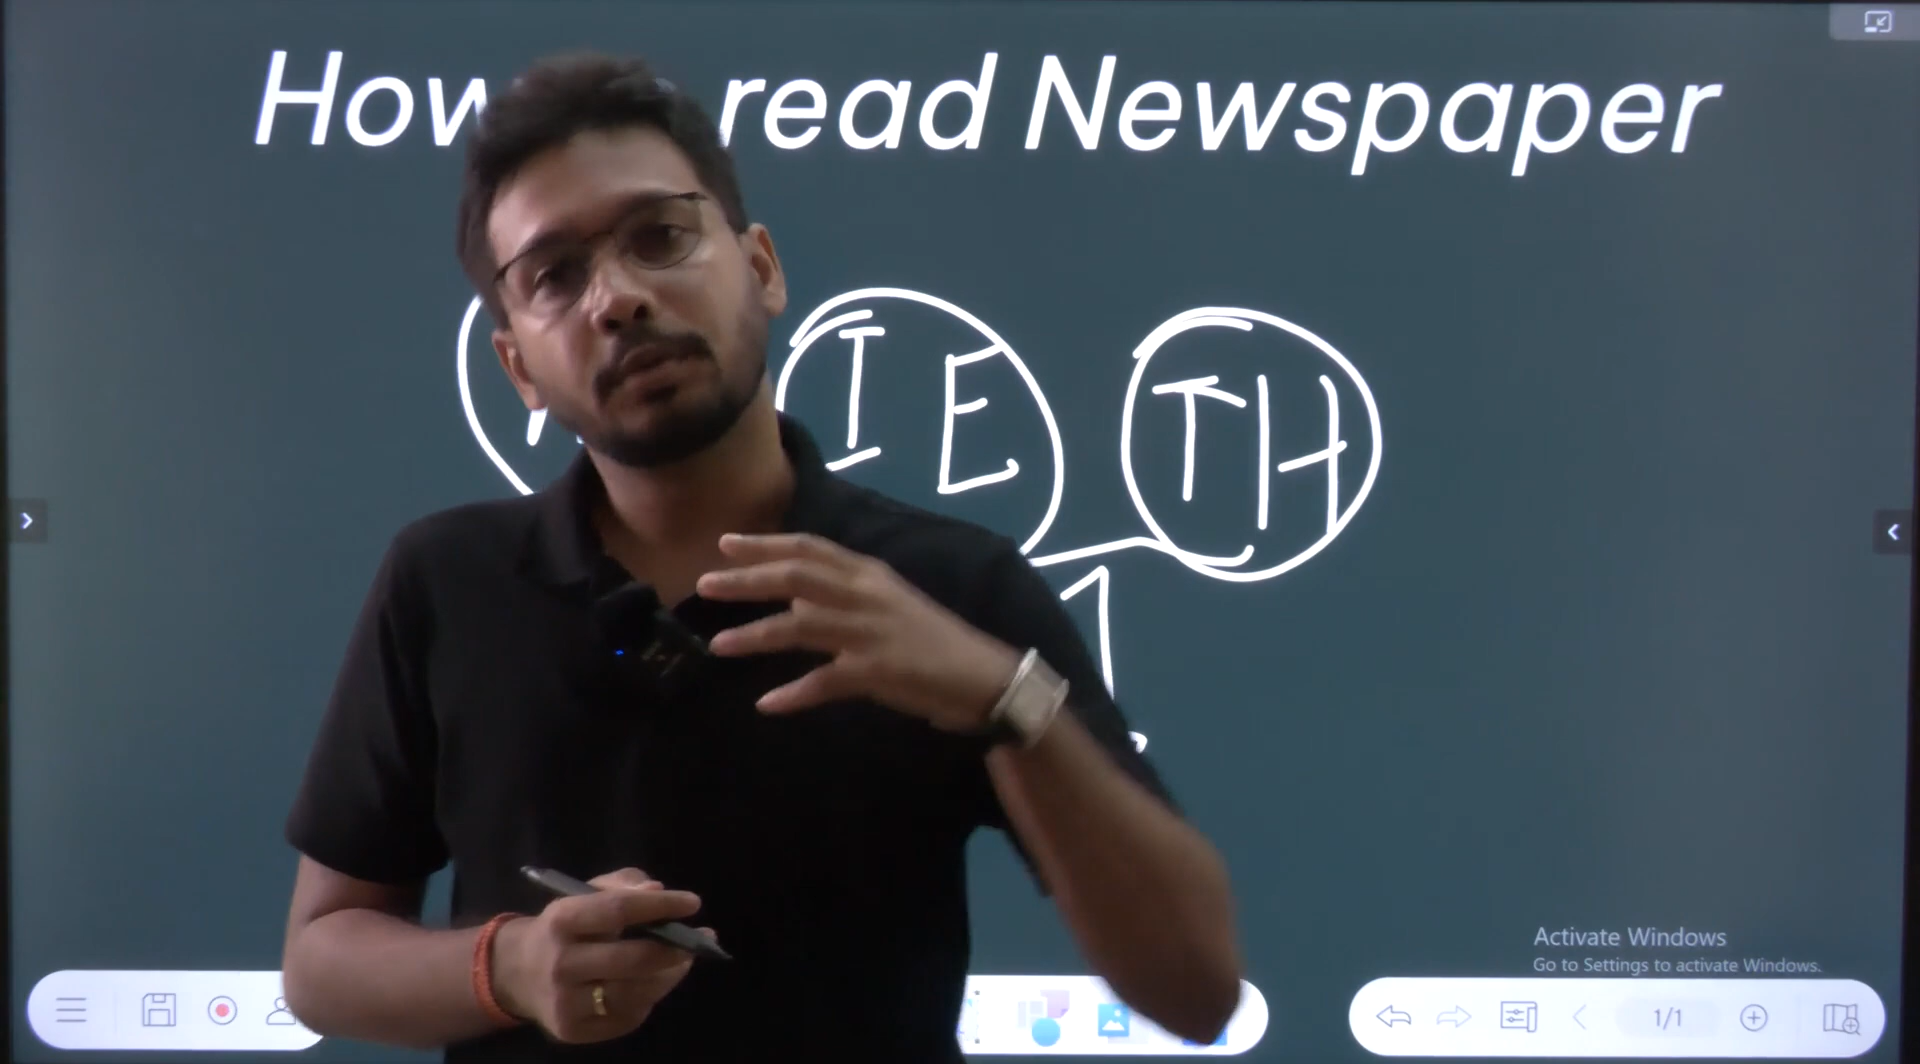 How read Newspaper
IE TH
Activate Windows
Go to Settings to activate Windows.
1/1